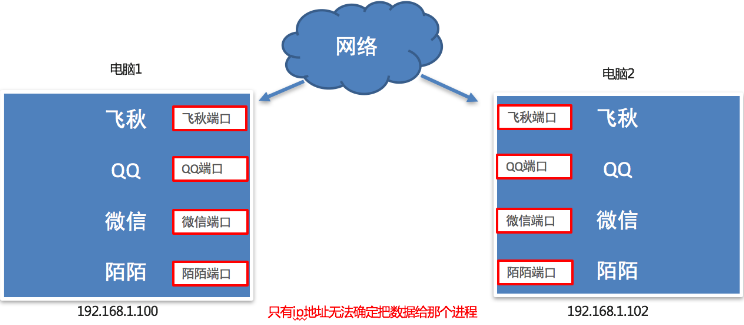 网络
电脑1
电脑2
飞秋 飞秋端口
QQ QQ端口
微信 微信端口
陌陌 陌陌端口
飞秋端口 飞秋
QQ端口 QQ
微信端口 微信
陌陌端口 陌陌
192.168.1.100
只有ip地址无法确定把数据给那个进程
192.168.1.102